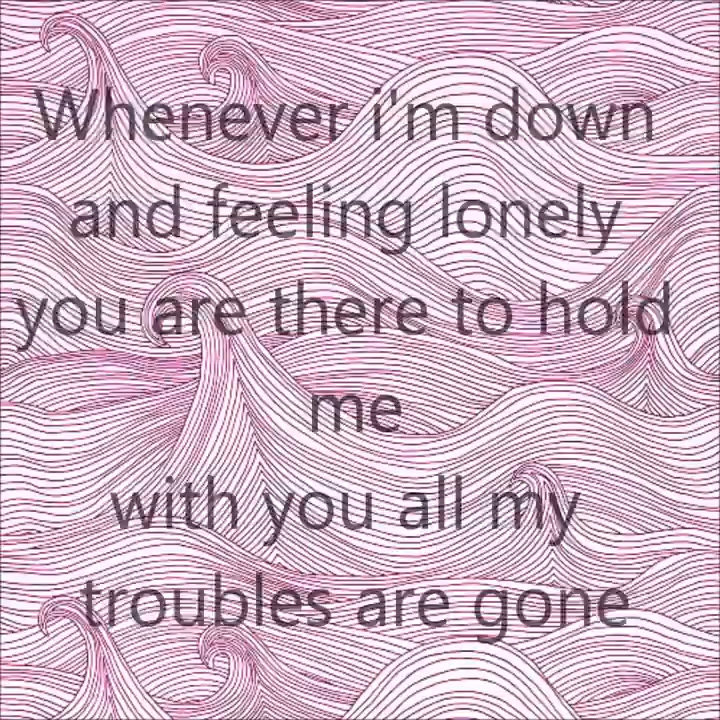 Whenever i'm down
and feeling lonely
you are there to hold
me
with you all my
troubles are gone